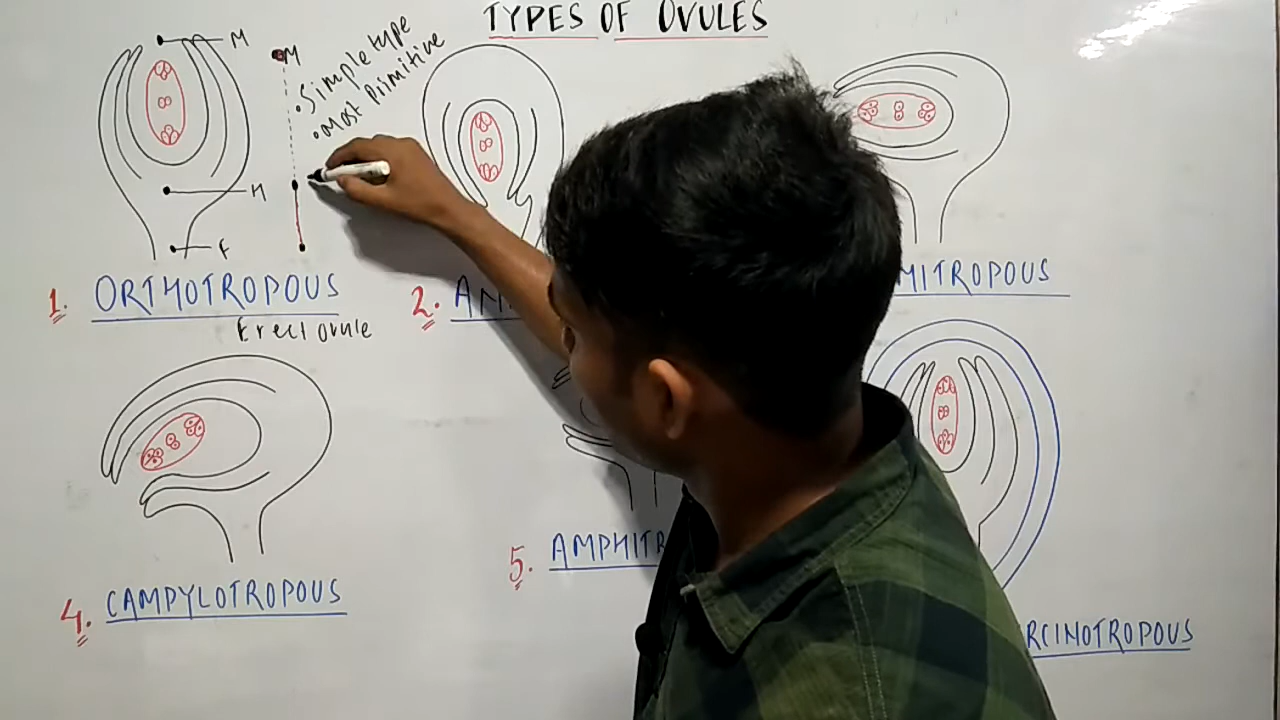 TYPES OF OVULES
M
M
• Simple type
• Most Primitive
M
F
1. ORTHOTROPOUS
Erect ovule
2.
MITROPOUS
4. CAMPYLOTROPOUS
5. AMPHITR
RCINOTROPOUS